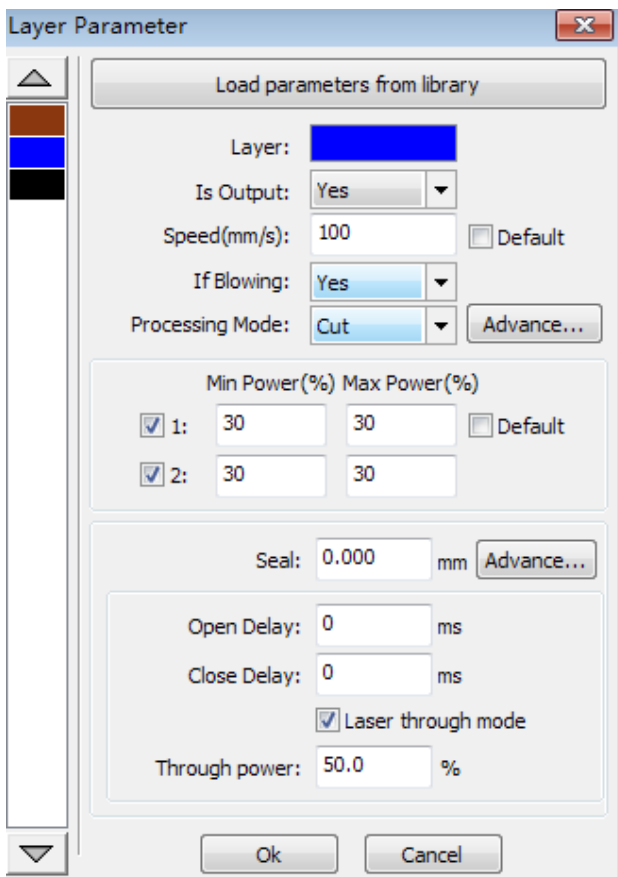 Layer Parameter
Load parameters from library
Layer:
Is Output: Yes
Speed(mm/s): 100 Default
If Blowing: Yes
Processing Mode: Cut Advance...
Min Power(%) Max Power(%)
1: 30 30 Default
2: 30 30
Seal: 0.000 mm Advance...
Open Delay: 0 ms
Close Delay: 0 ms
Laser through mode
Through power: 50.0 %
Ok Cancel